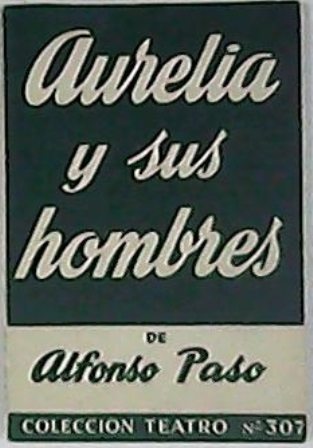 Aurelia
y sus
hombres
DE
Alfonso Paso
COLECCION TEATRO Nº 307